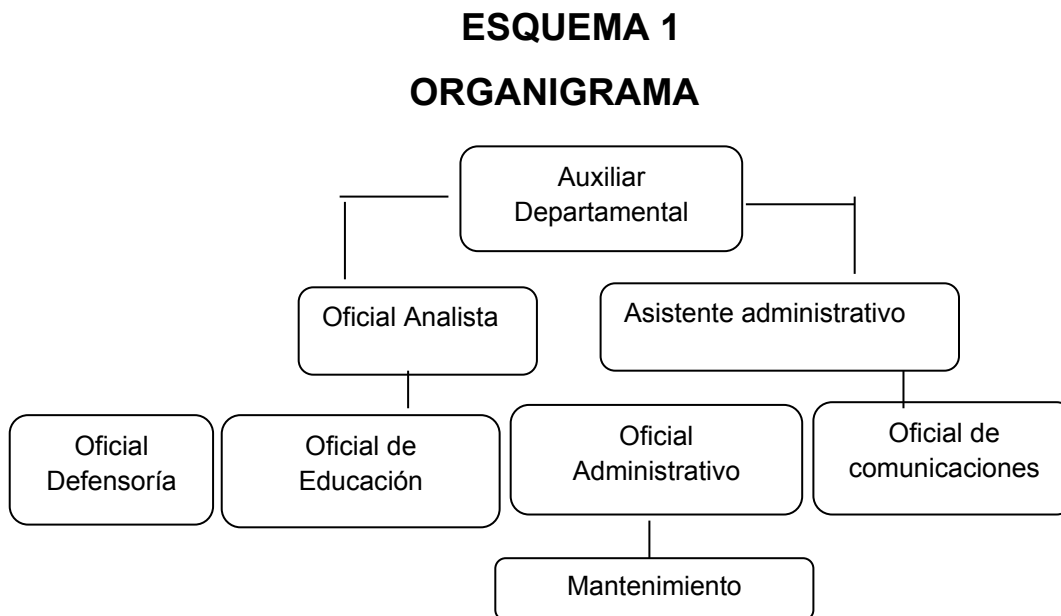 ESQUEMA 1
ORGANIGRAMA
Auxiliar
Departamental
Oficial Analista
Asistente administrativo
Oficial
Defensoría
Oficial de
Educación
Oficial
Administrativo
Oficial de
comunicaciones
Mantenimiento